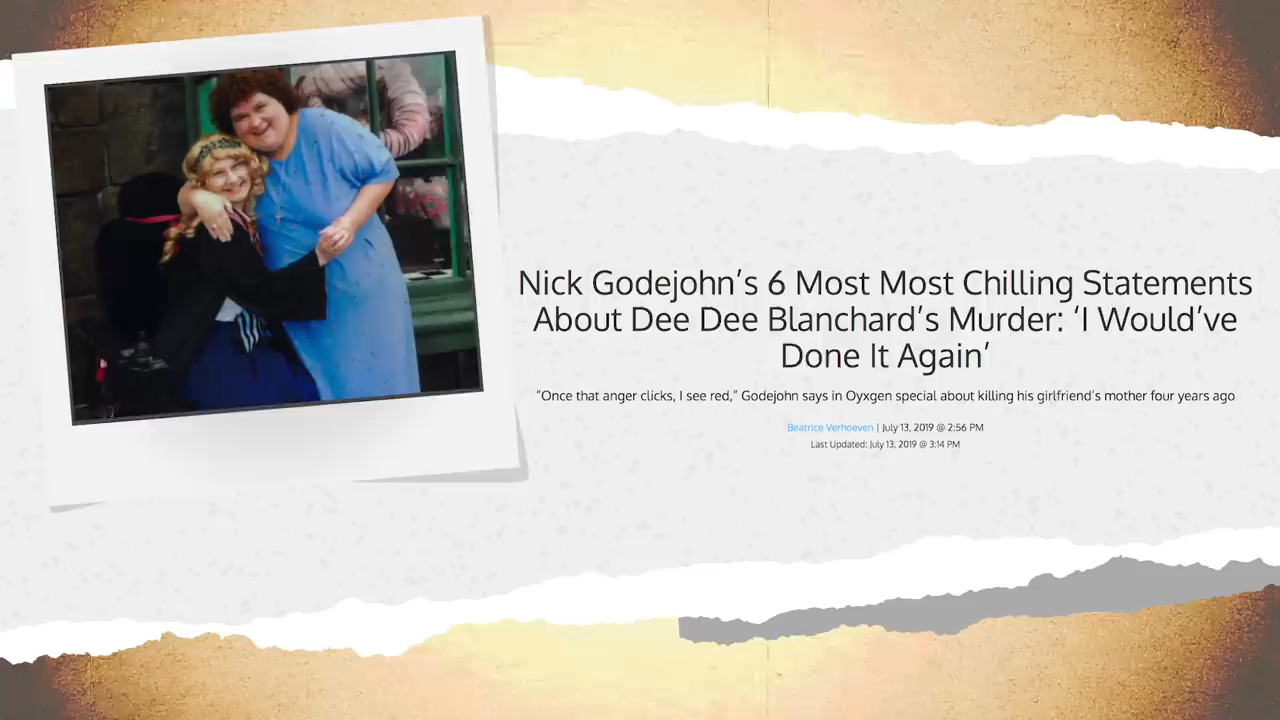 Nick Godejohn’s 6 Most Most Chilling Statements
About Dee Dee Blanchard’s Murder: ‘I Would’ve
Done It Again’
“Once that anger clicks, I see red,” Godejohn says in Oyxgen special about killing his girlfriend’s mother four years ago
Beatrice Verhoeven | July 13, 2019 @ 2:56 PM
Last Updated: July 13, 2019 @ 3:14 PM